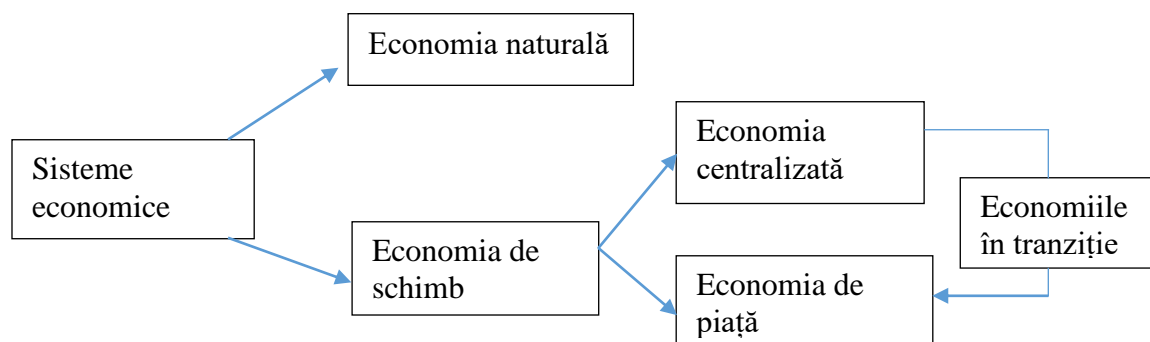 Economia naturală
Sisteme
economice
Economia de
schimb
Economia
centralizată
Economia de
piață
Economiile
în tranziție